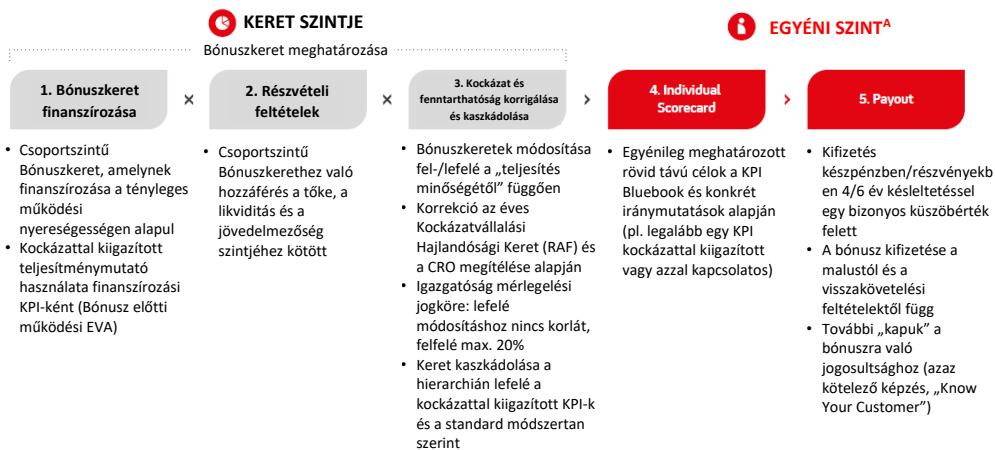 KERET SZINTJE
Bónuszkeret meghatározása
EGYÉNI SZINTᴬ
1. Bónuszkeret
finanszírozása
×
2. Részvételi
feltételek
×
3. Kockázat és
fenntarthatóság korrigálása
és kaszkádolása
>
4. Individual
Scorecard
>
5. Payout
• Csoportszintű
Bónuszkeret, amelynek
finanszírozása a tényleges
működési
nyereségességen alapul
• Kockázattal kiigazított
teljesítménymutató
használata finanszírozási
KPI-ként (Bónusz előtti
működési EVA)
• Csoportszintű
Bónuszkerethez való
hozzáférés a tőke, a
likviditás és a
jövedelmezőség
szintjéhez kötött
• Bónuszkeretek módosítása
fel-/lefelé a „teljesítés
minőségétől” függően
• Korrekció az éves
Kockázatvállalási
Hajlandósági Keret (RAF) és
a CRO megítélése alapján
• Igazgatóság mérlegelési
jogköre: lefelé
módosításhoz nincs korlát,
felfelé max. 20%
• Keret kaszkádolása a
hierarchián lefelé a
kockázattal kiigazított KPI-k
és a standard módszertan
szerint
• Egyénileg meghatározott
rövid távú célok a KPI
Bluebook és konkrét
iránymutatások alapján
(pl. legalább egy KPI
kockázattal kiigazított
vagy azzal kapcsolatos)
• Kifizetés
készpénzben/részvényekb
en 4/6 év késleltetéssel
egy bizonyos küszöbérték
felett
• A bónusz kifizetése a
malustól és a
visszakövetelési
feltételektől függ
• További „kapuk” a
bónuszra való
jogosultsághoz (azaz
kötelező képzés, „Know
Your Customer”)